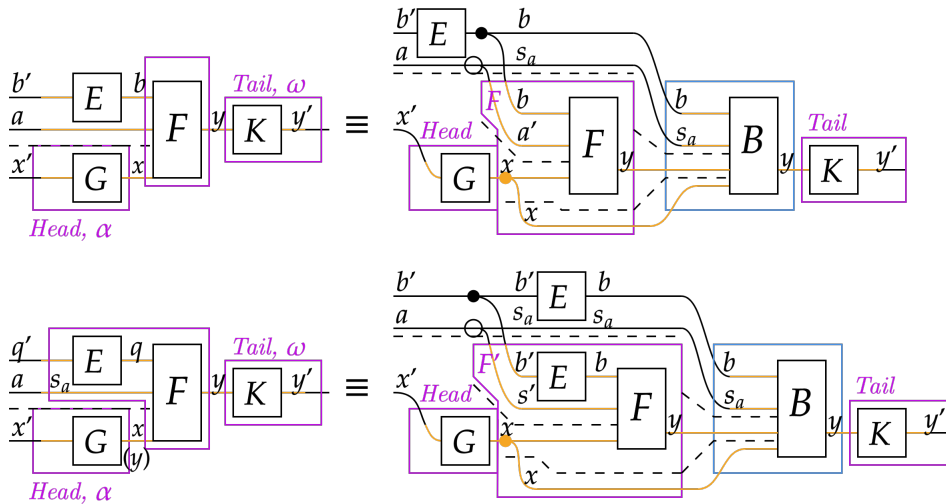 b′ E b
a s_a
b′ E b Tail, ω
a F y K y′ ≡
x′ G x
Head, α
x′ Head G x
F b a′ F y
x
b s_a B y
Tail K y′
b′ b′ E b
a s_a s_a
q′ E q Tail, ω
a s_a F y K y′ ≡
x′ G x
(y)
Head, α
x′ Head G x
F′ b′ E b
s′ F y
x
b s_a B y
Tail K y′